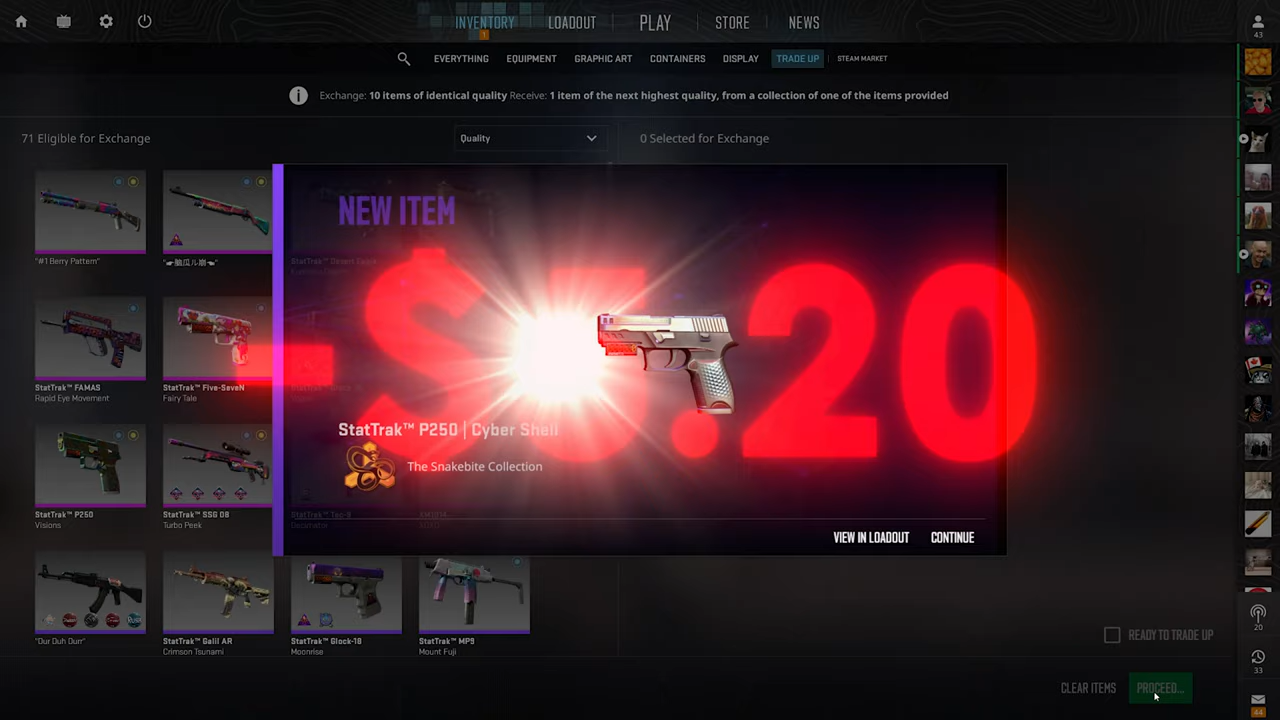 INVENTORY
1
LOADOUT
PLAY
STORE
NEWS
43
EVERYTHING
EQUIPMENT
GRAPHIC ART
CONTAINERS
DISPLAY
TRADE UP
STEAM MARKET
Exchange: 10 items of identical quality Receive: 1 item of the next highest quality, from a collection of one of the items provided
71 Eligible for Exchange
Quality
0 Selected for Exchange
NEW ITEM
"#1 Berry Pattern"
StatTrak™ FAMAS
Rapid Eye Movement
StatTrak™ Five-SeveN
Fairy Tale
StatTrak™ P250 | Cyber Shell
The Snakebite Collection
StatTrak™ P250
Visions
StatTrak™ SSG 08
Turbo Peek
VIEW IN LOADOUT
CONTINUE
"Dur Duh Durr"
StatTrak™ Galil AR
Crimson Tsunami
StatTrak™ Glock-18
Moonrise
StatTrak™ MP9
Mount Fuji
READY TO TRADE UP
CLEAR ITEMS
PROCEED...
20
33
44